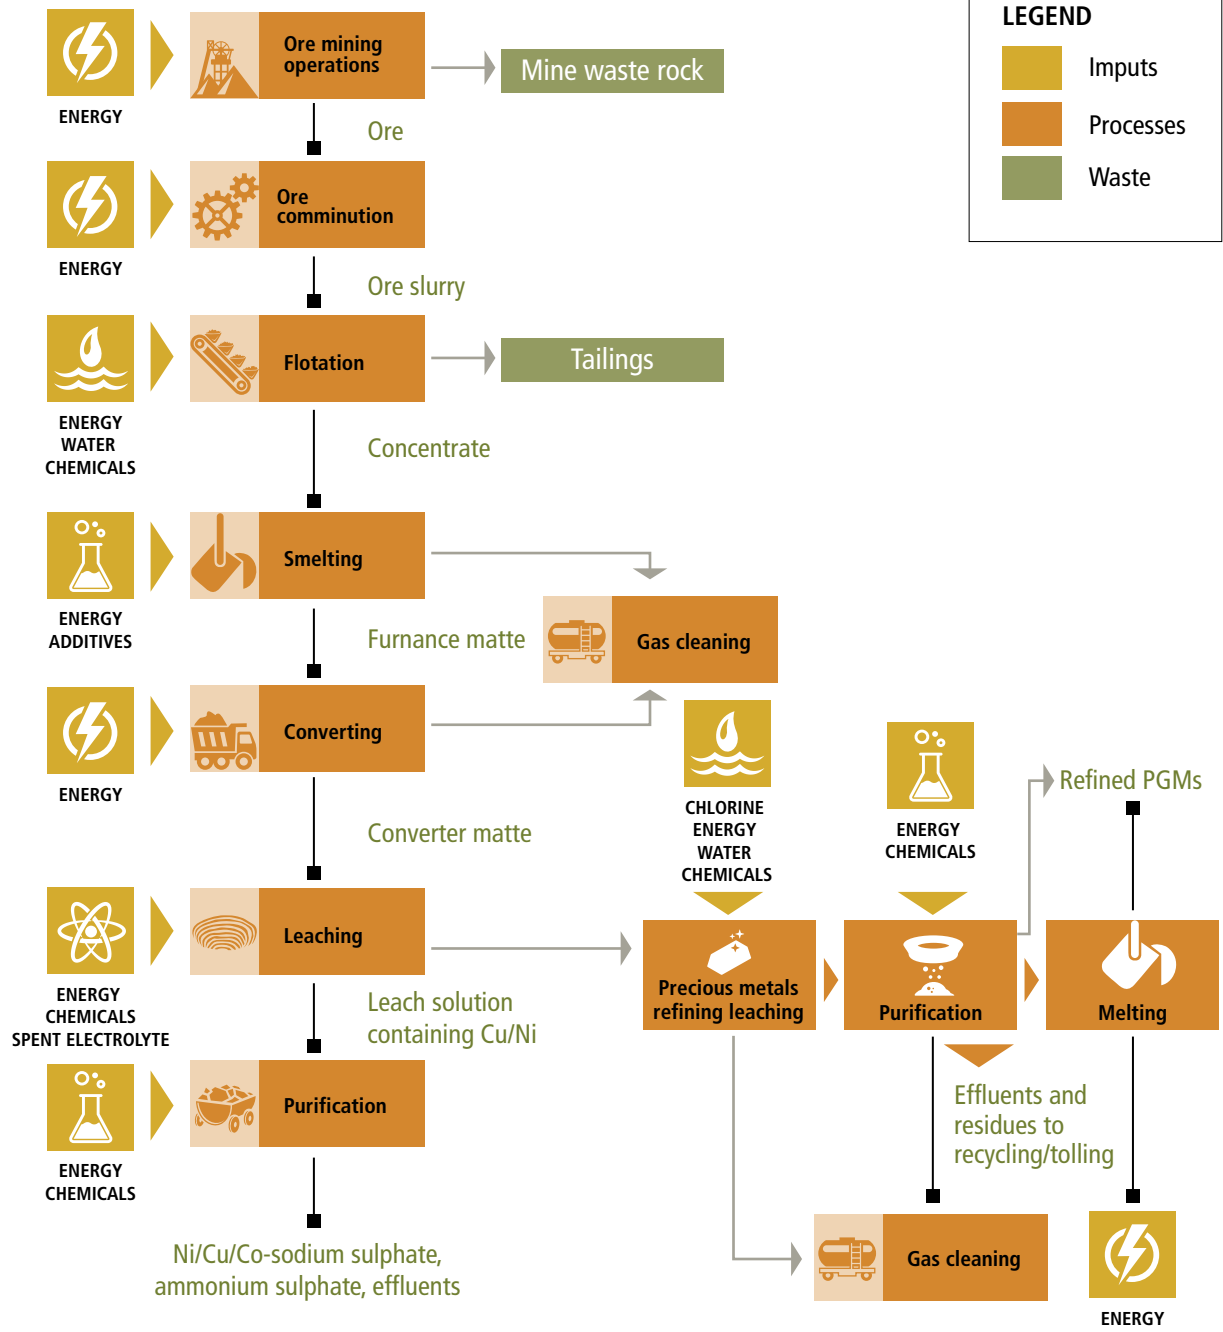 LEGEND
Imputs
Processes
Waste
ENERGY
Ore mining
operations
Mine waste rock
Ore
ENERGY
Ore
comminution
Ore slurry
ENERGY
WATER
CHEMICALS
Flotation
Tailings
Concentrate
ENERGY
ADDITIVES
Smelting
Furnance matte
Gas cleaning
ENERGY
Converting
Converter matte
CHLORINE
ENERGY
WATER
CHEMICALS
ENERGY
CHEMICALS
Refined PGMs
ENERGY
CHEMICALS
SPENT ELECTROLYTE
Leaching
Leach solution
containing Cu/Ni
Precious metals
refining leaching
Purification
Melting
Effluents and
residues to
recycling/tolling
ENERGY
CHEMICALS
Purification
Ni/Cu/Co-sodium sulphate,
ammonium sulphate, effluents
Gas cleaning
ENERGY